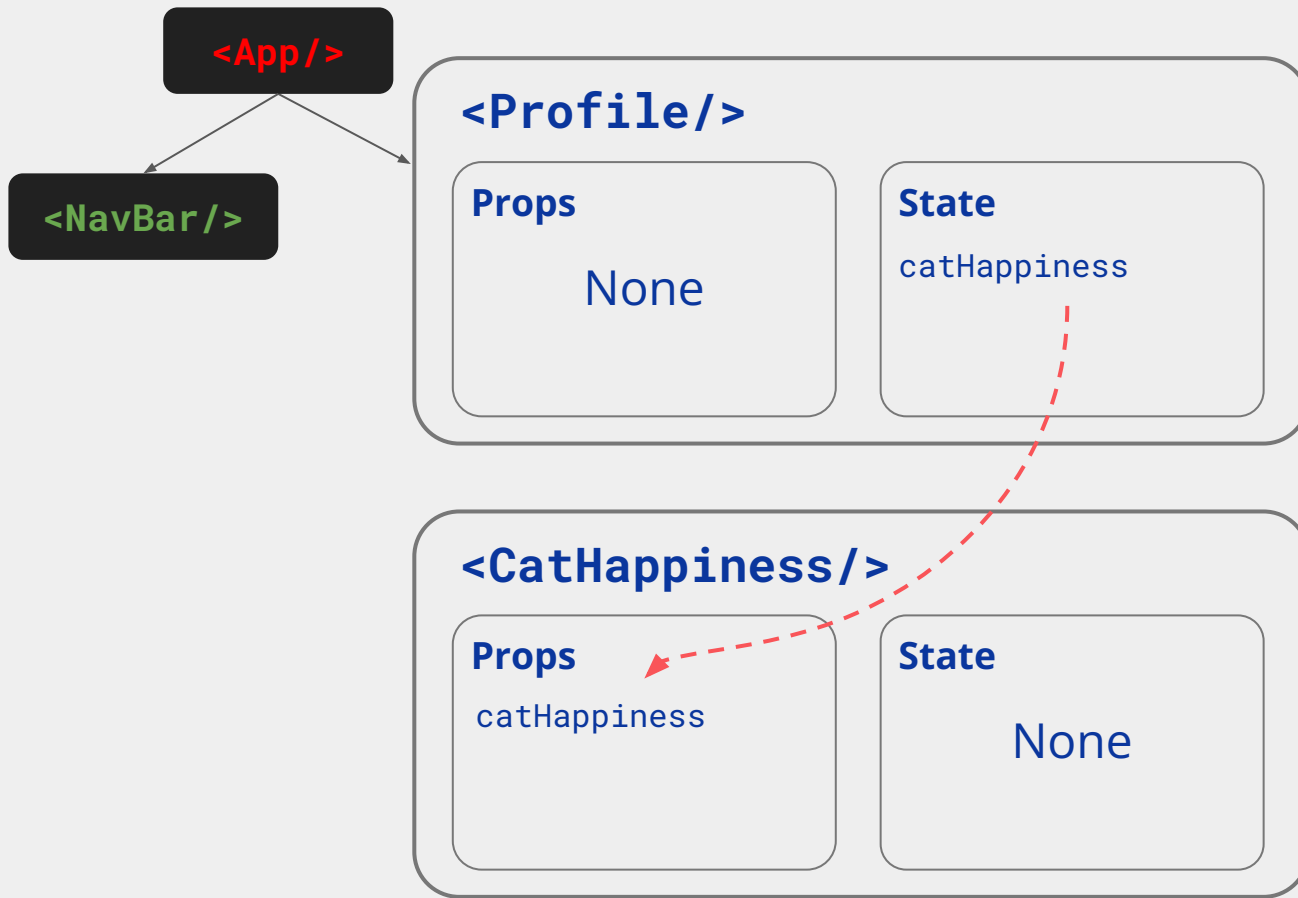 <App/>
<NavBar/>
<Profile/>
Props
None
State
catHappiness
<CatHappiness/>
Props
catHappiness
State
None